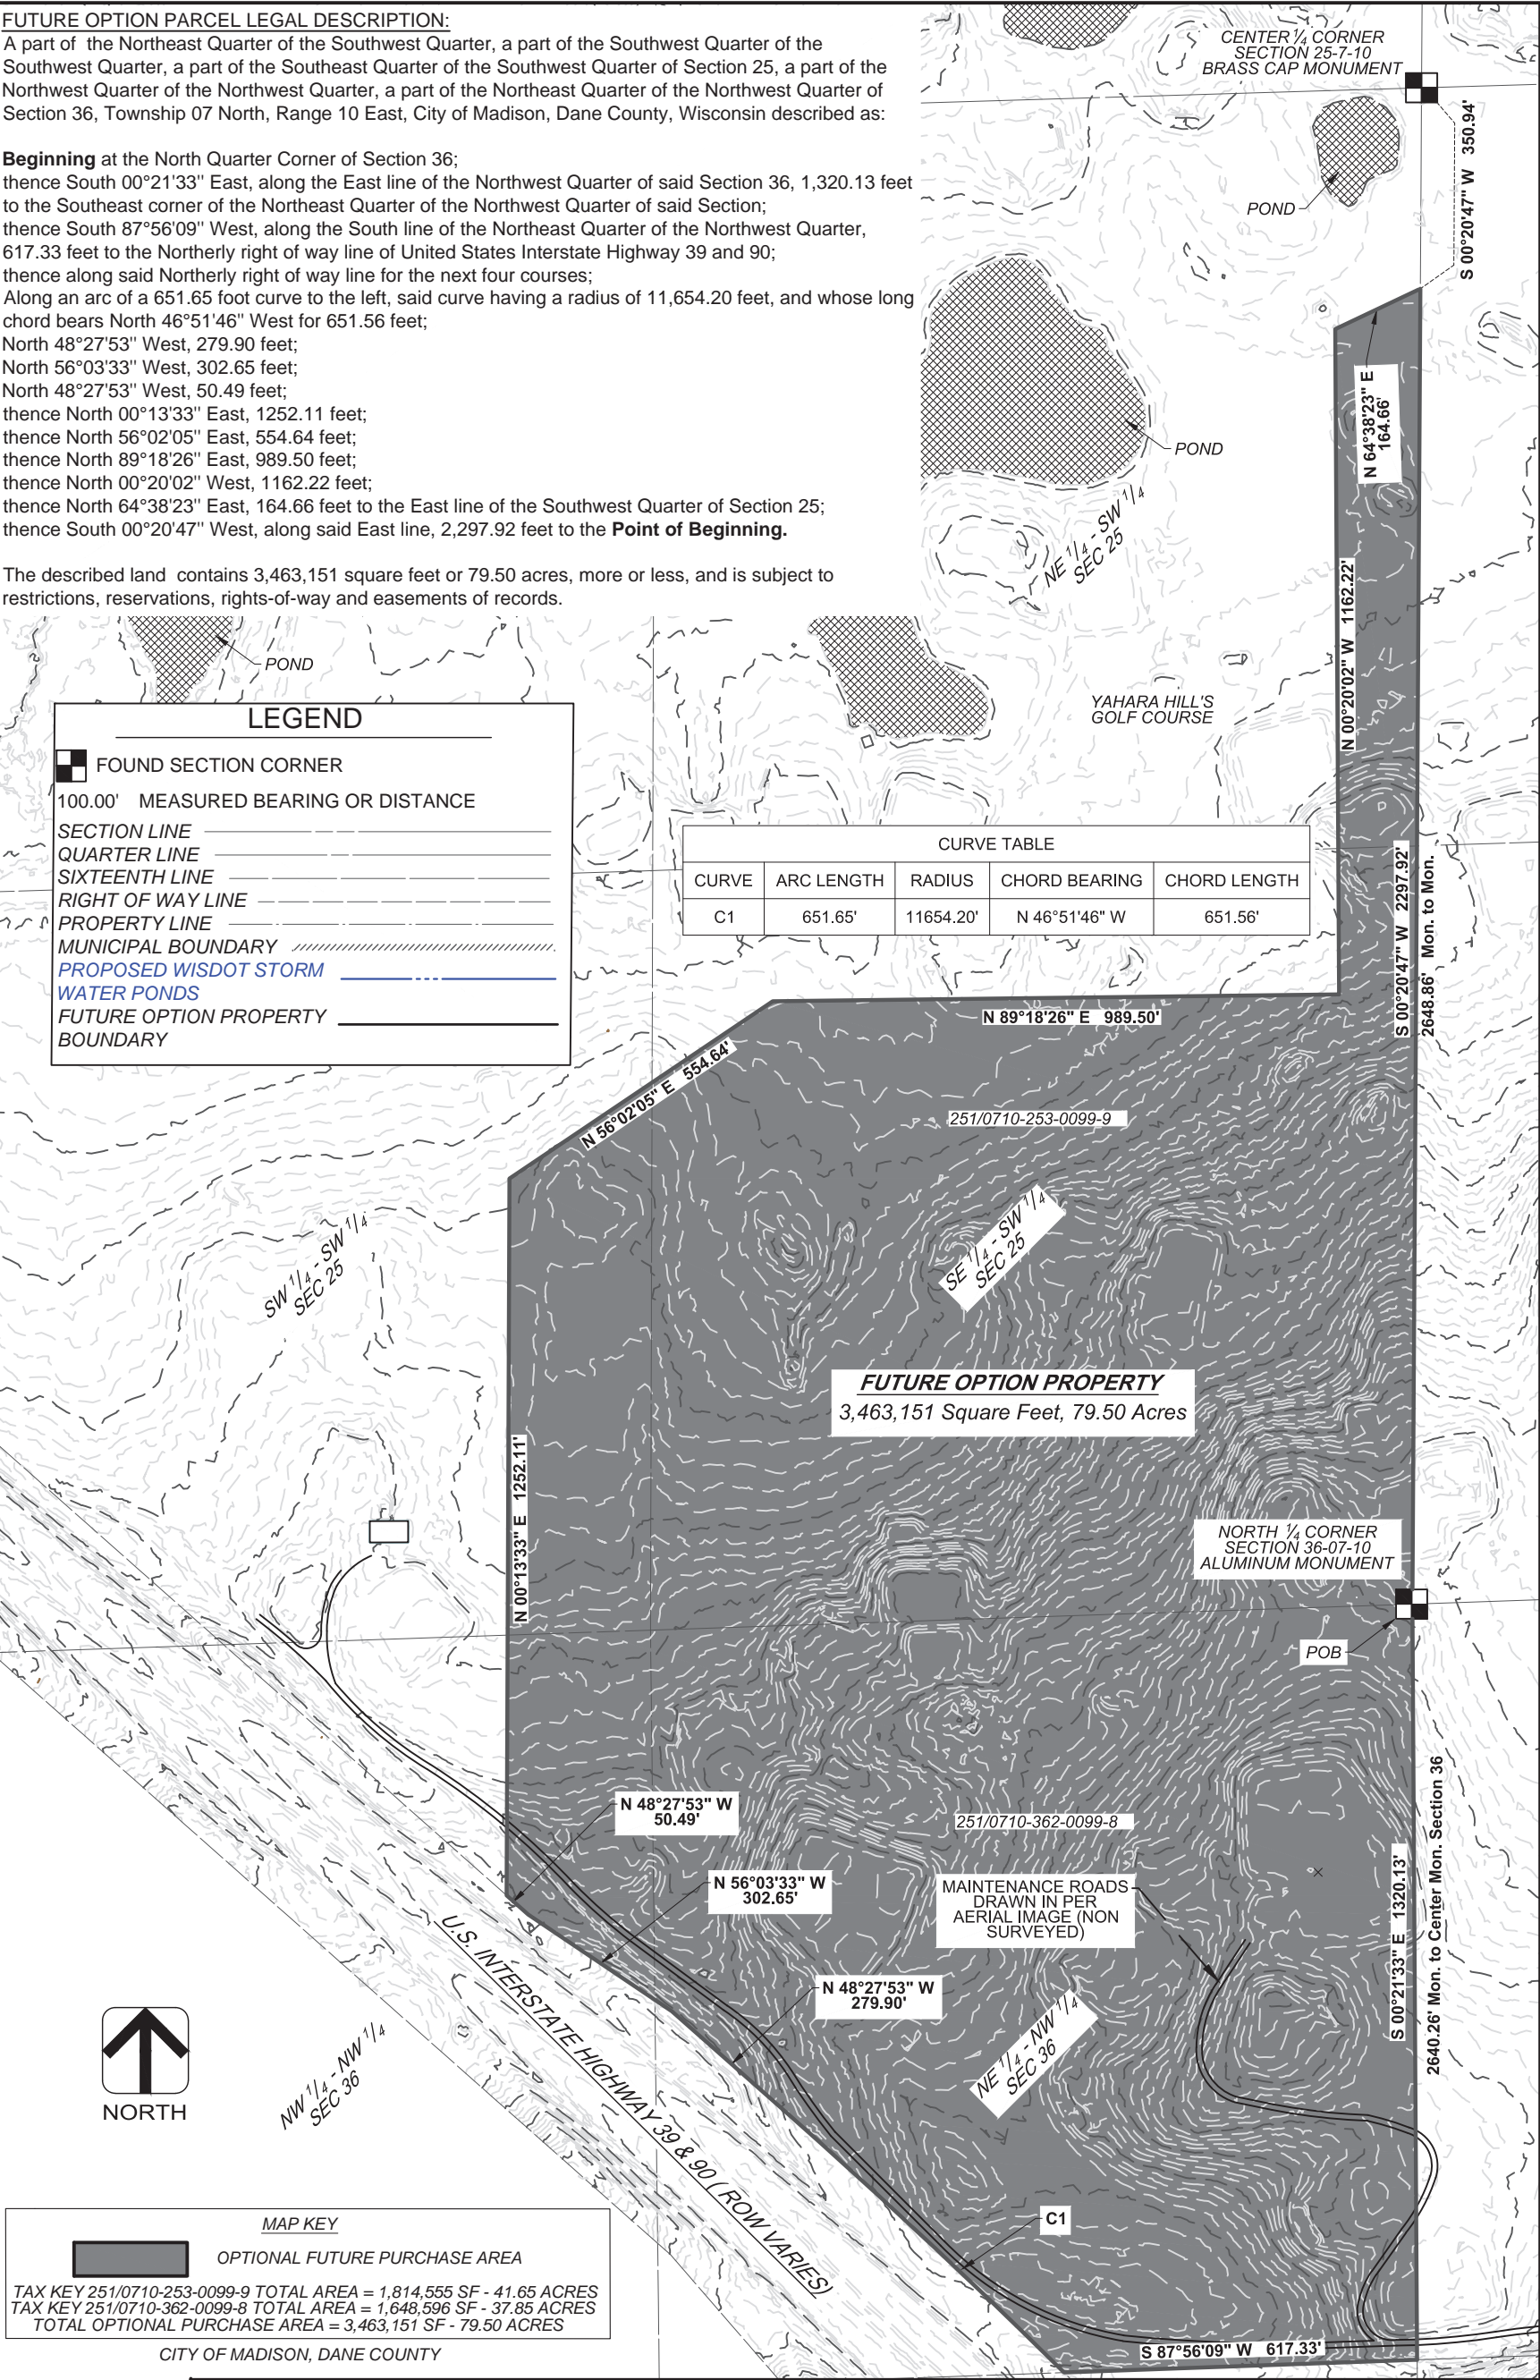 FUTURE OPTION PARCEL LEGAL DESCRIPTION:
A part of the Northeast Quarter of the Southwest Quarter, a part of the Southwest Quarter of the
Southwest Quarter, a part of the Southeast Quarter of the Southwest Quarter of Section 25, a part of the
Northwest Quarter of the Northwest Quarter, a part of the Northeast Quarter of the Northwest Quarter of
Section 36, Township 07 North, Range 10 East, City of Madison, Dane County, Wisconsin described as:
Beginning at the North Quarter Corner of Section 36;
thence South 00°21'33" East, along the East line of the Northwest Quarter of said Section 36, 1,320.13 feet
to the Southeast corner of the Northeast Quarter of the Northwest Quarter of said Section;
thence South 87°56'09" West, along the South line of the Northeast Quarter of the Northwest Quarter,
617.33 feet to the Northerly right of way line of United States Interstate Highway 39 and 90;
thence along said Northerly right of way line for the next four courses;
Along an arc of a 651.65 foot curve to the left, said curve having a radius of 11,654.20 feet, and whose long
chord bears North 46°51'46" West for 651.56 feet;
North 48°27'53" West, 279.90 feet;
North 56°03'33" West, 302.65 feet;
North 48°27'53" West, 50.49 feet;
thence North 00°13'33" East, 1252.11 feet;
thence North 56°02'05" East, 554.64 feet;
thence North 89°18'26" East, 989.50 feet;
thence North 00°20'02" West, 1162.22 feet;
thence North 64°38'23" East, 164.66 feet to the East line of the Southwest Quarter of Section 25;
thence South 00°20'47" West, along said East line, 2,297.92 feet to the Point of Beginning.
The described land contains 3,463,151 square feet or 79.50 acres, more or less, and is subject to
restrictions, reservations, rights-of-way and easements of records.
CENTER 1/4 CORNER
SECTION 25-7-10
BRASS CAP MONUMENT
S 00°20'47" W 350.94'
POND
N 64°38'23" E
164.66'
POND
NE 1/4 - SW 1/4
SEC 25
N 00°20'02" W 1162.22'
POND
YAHARA HILL'S
GOLF COURSE
LEGEND
FOUND SECTION CORNER
100.00' MEASURED BEARING OR DISTANCE
SECTION LINE
QUARTER LINE
SIXTEENTH LINE
RIGHT OF WAY LINE
PROPERTY LINE
MUNICIPAL BOUNDARY
PROPOSED WISDOT STORM
WATER PONDS
FUTURE OPTION PROPERTY
BOUNDARY
CURVE TABLE
CURVE ARC LENGTH RADIUS CHORD BEARING CHORD LENGTH
C1 651.65' 11654.20' N 46°51'46" W 651.56'
S 00°20'47" W 2297.92'
2648.86' Mon. to Mon.
N 89°18'26" E 989.50'
N 56°02'05" E 554.64'
251/0710-253-0099-9
SW 1/4 - SW 1/4
SEC 25
SE 1/4 - SW 1/4
SEC 25
FUTURE OPTION PROPERTY
3,463,151 Square Feet, 79.50 Acres
N 00°13'33" E 1252.11'
NORTH 1/4 CORNER
SECTION 36-07-10
ALUMINUM MONUMENT
POB
N 48°27'53" W
50.49'
251/0710-362-0099-8
N 56°03'33" W
302.65'
MAINTENANCE ROADS
DRAWN IN PER
AERIAL IMAGE (NON
SURVEYED)
S 00°21'33" E 1320.13'
2640.26' Mon. to Center Mon. Section 36
N 48°27'53" W
279.90'
U.S. INTERSTATE HIGHWAY 39 & 90 ( ROW VARIES)
NE 1/4 - NW 1/4
SEC 36
NORTH
NW 1/4 - NW 1/4
SEC 36
C1
S 87°56'09" W 617.33'
MAP KEY
OPTIONAL FUTURE PURCHASE AREA
TAX KEY 251/0710-253-0099-9 TOTAL AREA = 1,814,555 SF - 41.65 ACRES
TAX KEY 251/0710-362-0099-8 TOTAL AREA = 1,648,596 SF - 37.85 ACRES
TOTAL OPTIONAL PURCHASE AREA = 3,463,151 SF - 79.50 ACRES
CITY OF MADISON, DANE COUNTY